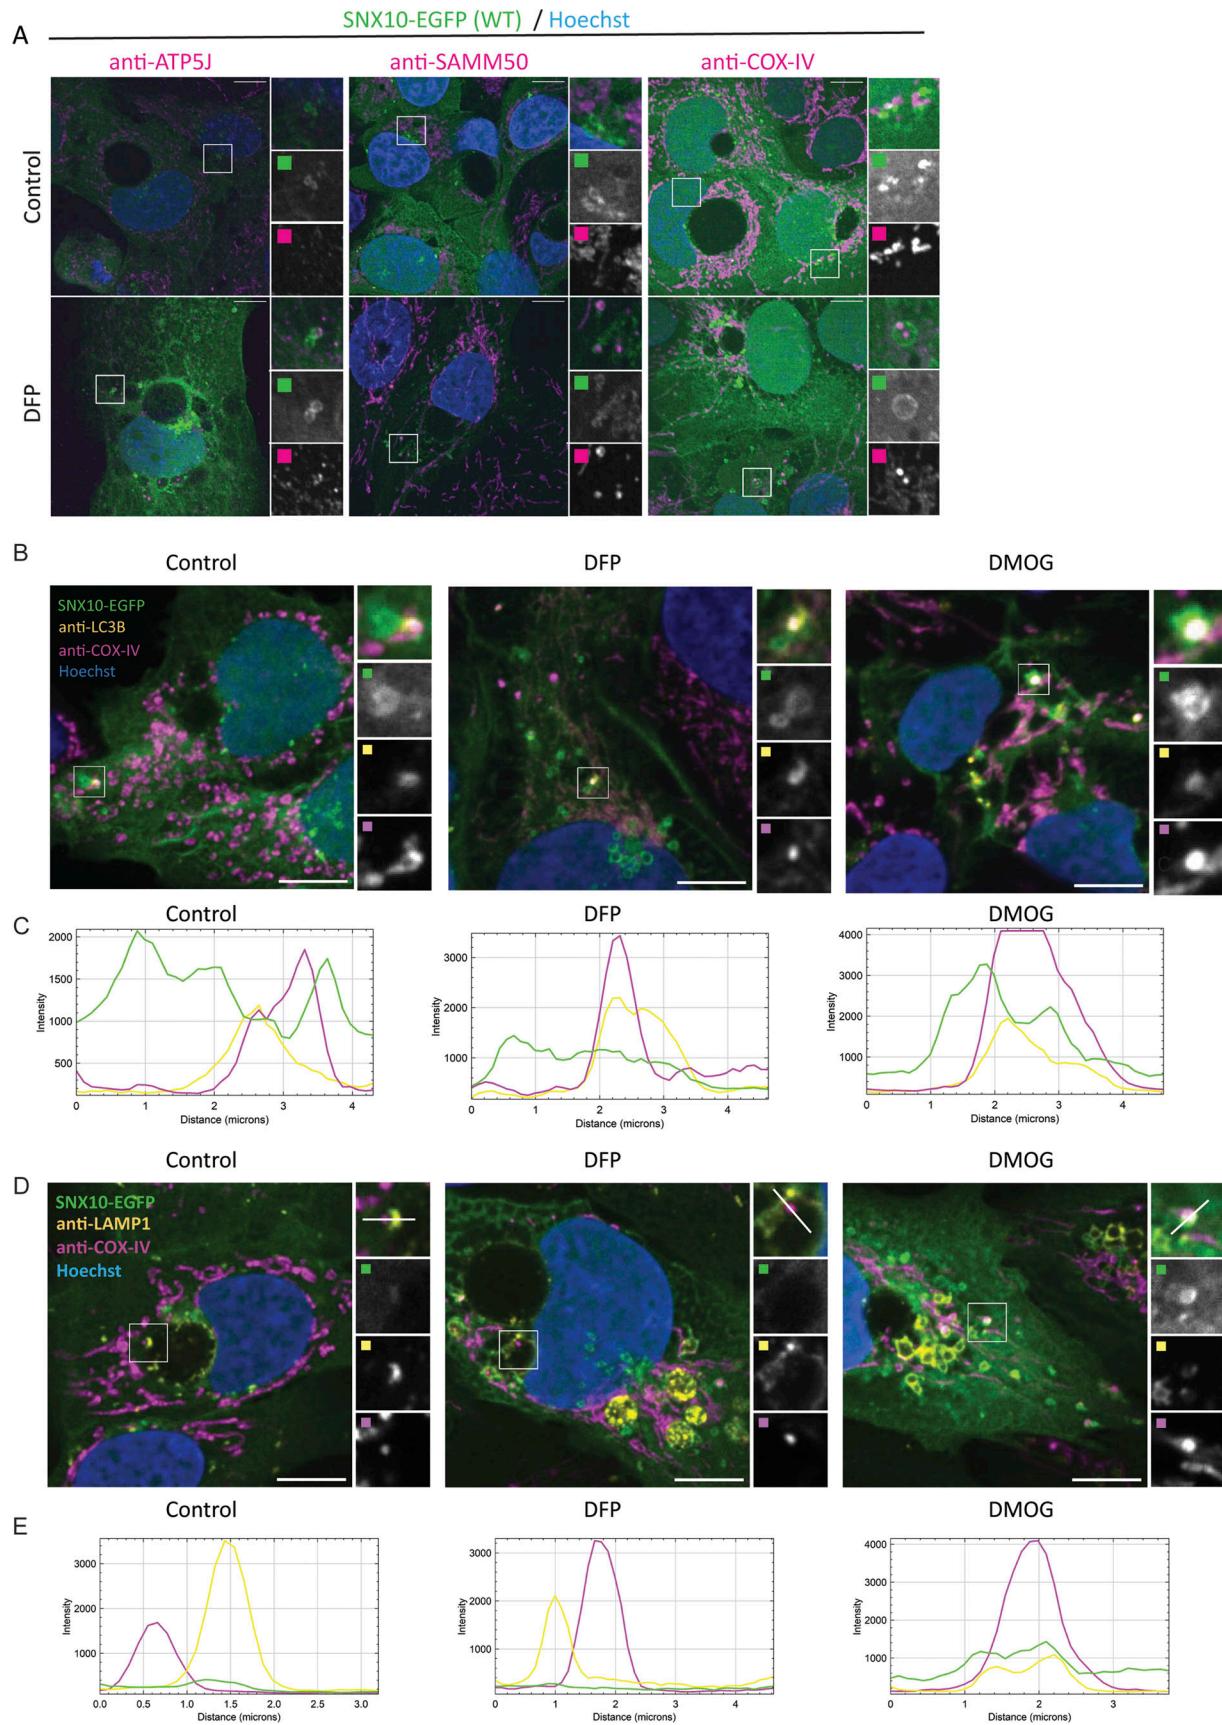 SNX10-EGFP (WT) / Hoechst
A
anti-ATP5J anti-SAMM50 anti-COX-IV
Control
DFP
B
Control DFP DMOG
SNX10-EGFP
anti-LC3B
anti-COX-IV
Hoechst
C
Control DFP DMOG
2000
1500
1000
500
Intensity
0 1 2 3 4
Distance (microns)
3000
2000
1000
Intensity
0 1 2 3 4
Distance (microns)
4000
3000
2000
1000
Intensity
0 1 2 3 4
Distance (microns)
D
Control DFP DMOG
SNX10-EGFP
anti-LAMP1
anti-COX-IV
Hoechst
E
Control DFP DMOG
3000
2000
1000
Intensity
0.0 0.5 1.0 1.5 2.0 2.5 3.0
Distance (microns)
3000
2000
1000
Intensity
0 1 2 3 4
Distance (microns)
4000
3000
2000
1000
Intensity
0 1 2 3
Distance (microns)